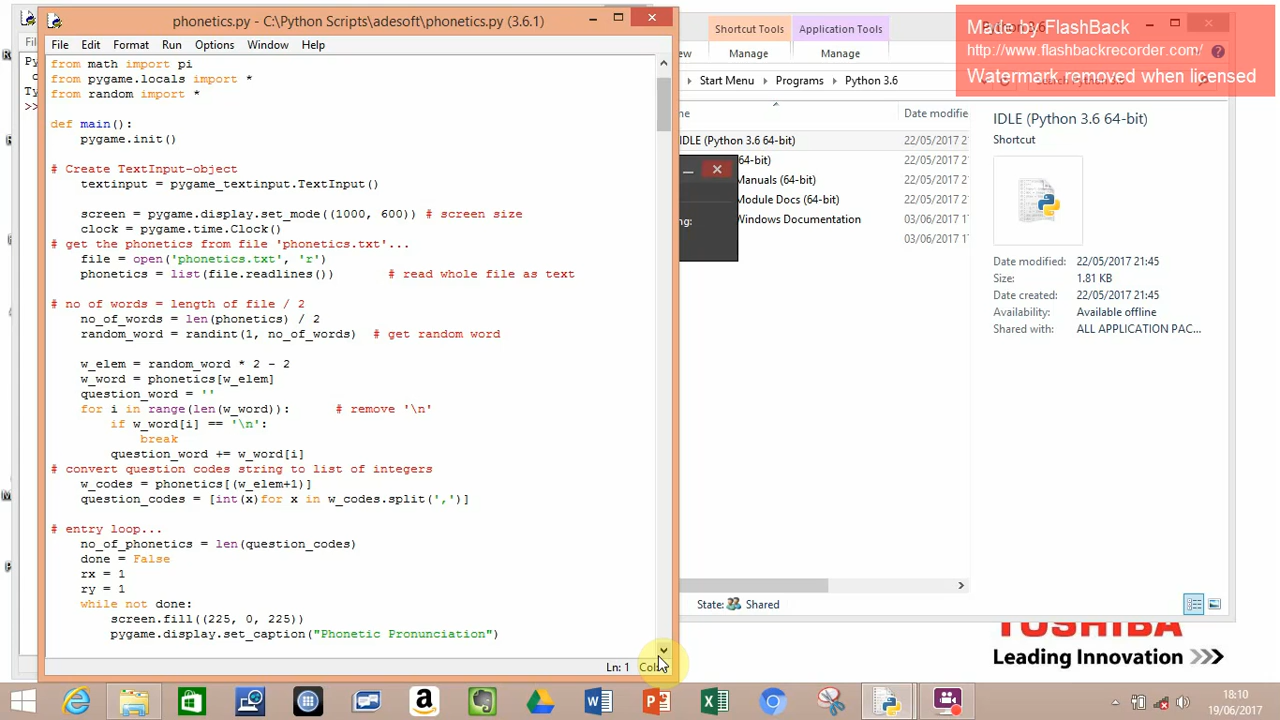 phonetics.py - C:\Python Scripts\adesoft\phonetics.py (3.6.1)
File Edit Format Run Options Window Help
from math import pi
from pygame.locals import *
from random import *
def main():
    pygame.init()
# Create TextInput-object
    textinput = pygame_textinput.TextInput()
    screen = pygame.display.set_mode((1000, 600)) # screen size
    clock = pygame.time.Clock()
# get the phonetics from file 'phonetics.txt'...
    file = open('phonetics.txt', 'r')
    phonetics = list(file.readlines()) # read whole file as text
# no of words = length of file / 2
    no_of_words = len(phonetics) / 2
    random_word = randint(1, no_of_words) # get random word
    w_elem = random_word * 2 - 2
    w_word = phonetics[w_elem]
    question_word = ''
    for i in range(len(w_word)): # remove '\n'
        if w_word[i] == '\n':
            break
        question_word += w_word[i]
# convert question codes string to list of integers
    w_codes = phonetics[(w_elem+1)]
    question_codes = [int(x)for x in w_codes.split(',')]
# entry loop...
    no_of_phonetics = len(question_codes)
    done = False
    rx = 1
    ry = 1
    while not done:
        screen.fill((225, 0, 225))
        pygame.display.set_caption("Phonetic Pronunciation")
Ln: 1
Shortcut Tools Application Tools
Manage Manage
Start Menu Programs Python 3.6
Date modifie
IDLE (Python 3.6 64-bit) 22/05/2017 21
64-bit) 22/05/2017 21
Manuals (64-bit) 22/05/2017 21
Module Docs (64-bit) 22/05/2017 21
Windows Documentation 03/06/2017 17
03/06/2017 17
State: Shared
Made by FlashBack
http://www.flashbackrecorder.com/
Watermark removed when licensed
IDLE (Python 3.6 64-bit)
Shortcut
Date modified: 22/05/2017 21:45
Size: 1.81 KB
Date created: 22/05/2017 21:45
Availability: Available offline
Shared with: ALL APPLICATION PAC...
TOSHIBA
Leading Innovation >>>
18:10
19/06/2017